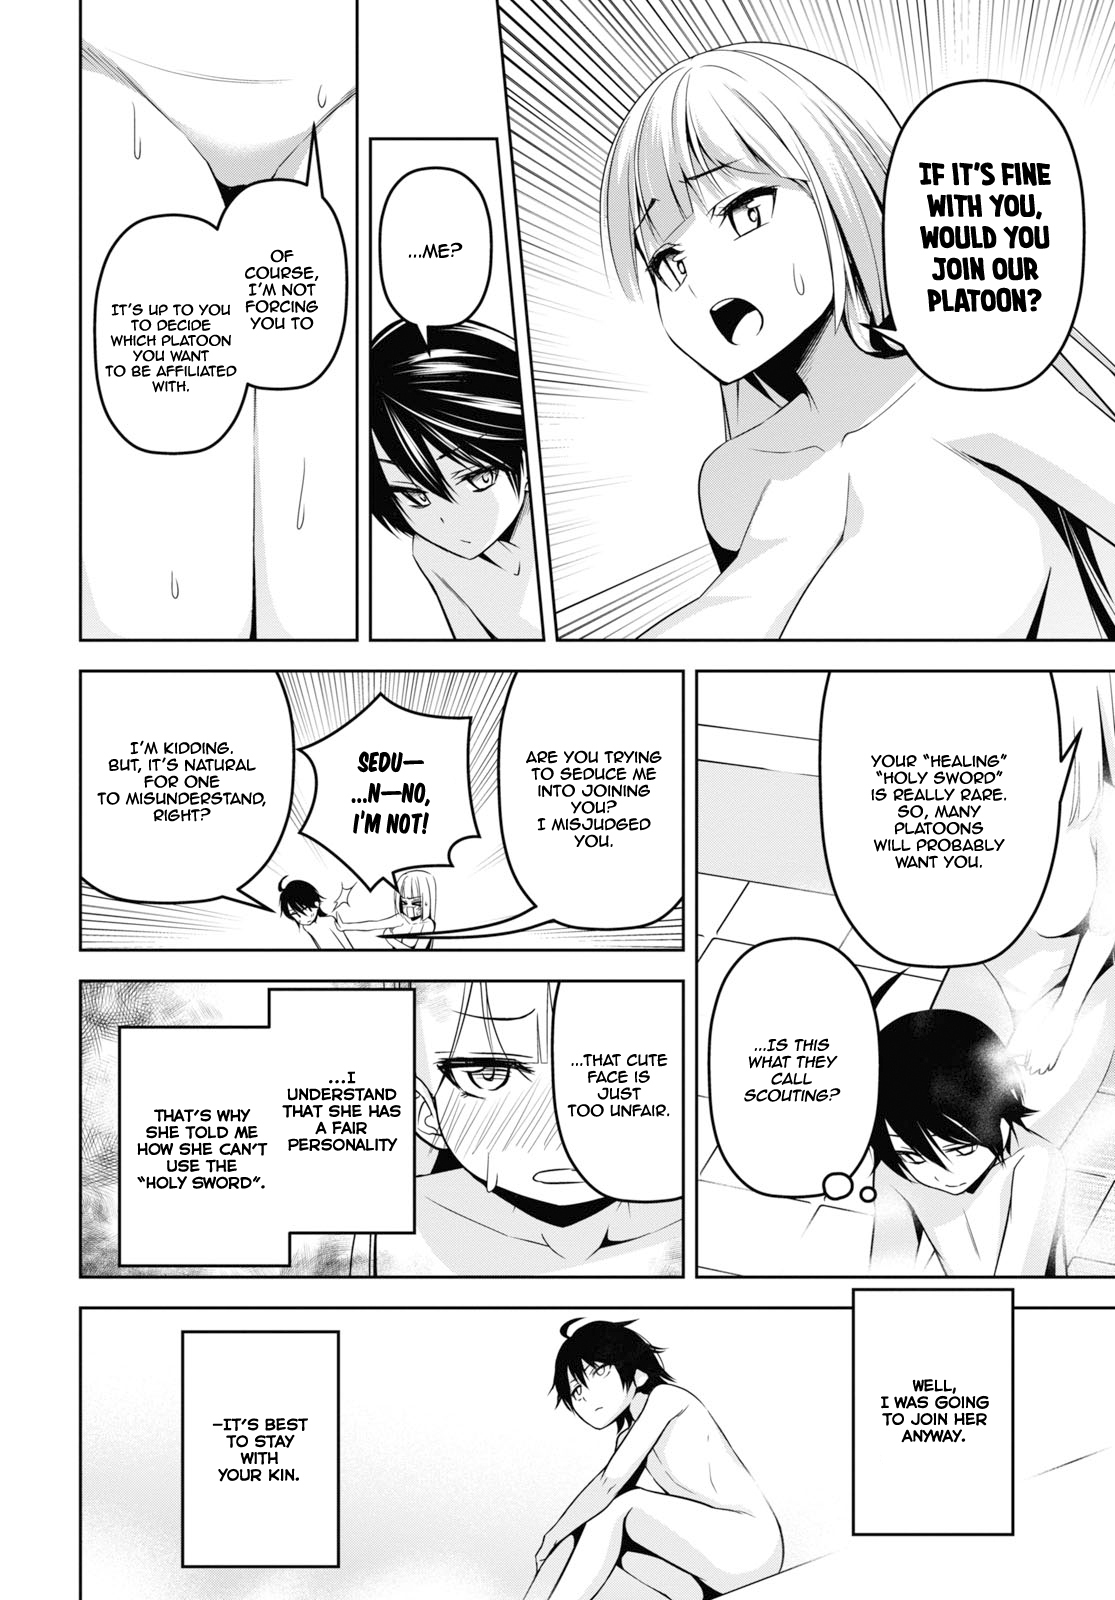 IF IT'S FINE
WITH YOU,
WOULD YOU
JOIN OUR
PLATOON?
...ME?
OF
COURSE,
I'M NOT
FORCING
YOU TO
IT'S UP TO YOU
TO DECIDE
WHICH PLATOON
YOU WANT
TO BE AFFILIATED
WITH.
YOUR "HEALING"
"HOLY SWORD"
IS REALLY RARE.
SO, MANY
PLATOONS
WILL PROBABLY
WANT YOU.
...IS THIS
WHAT THEY
CALL
SCOUTING?
ARE YOU TRYING
TO SEDUCE ME
INTO JOINING
YOU?
I MISJUDGED
YOU.
SEDU—
...N—NO,
I'M NOT!
I'M KIDDING.
BUT, IT'S NATURAL
FOR ONE
TO MISUNDERSTAND,
RIGHT?
...THAT CUTE
FACE IS
JUST
TOO UNFAIR.
...I
UNDERSTAND
THAT SHE HAS
A FAIR
PERSONALITY
THAT'S WHY
SHE TOLD ME
HOW SHE CAN'T
USE THE
"HOLY SWORD".
WELL,
I WAS GOING
TO JOIN HER
ANYWAY.
–IT'S BEST
TO STAY
WITH
YOUR KIN.